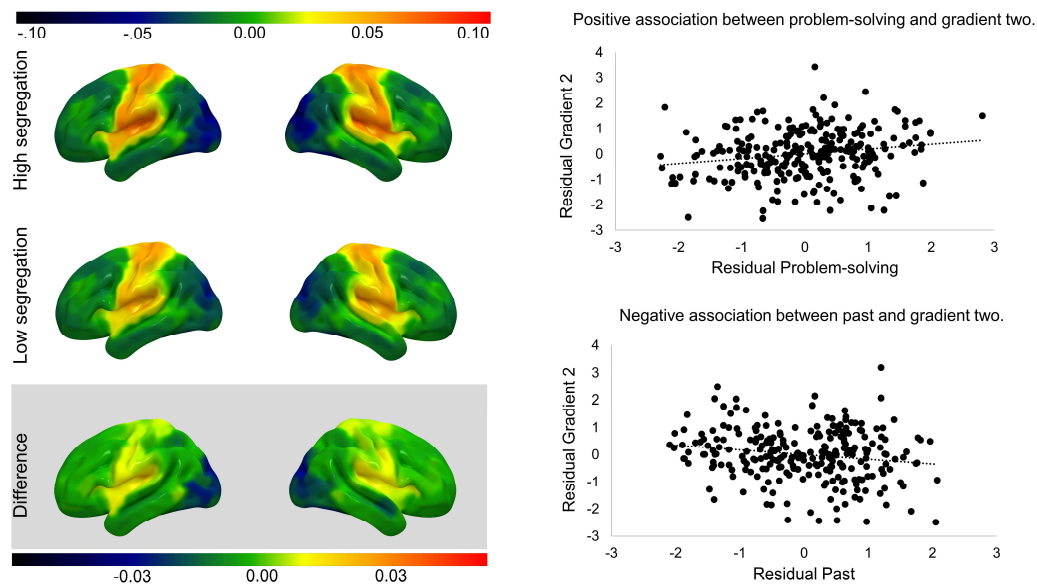 -.10 -.05 0.00 0.05 0.10
High segregation
Low segregation
Difference
-0.03 0.00 0.03
Positive association between problem-solving and gradient two.
Residual Gradient 2
4
3
2
1
0
-1
-2
-3
-3 -2 -1 0 1 2 3
Residual Problem-solving
Negative association between past and gradient two.
Residual Gradient 2
4
3
2
1
0
-1
-2
-3
-3 -2 -1 0 1 2 3
Residual Past